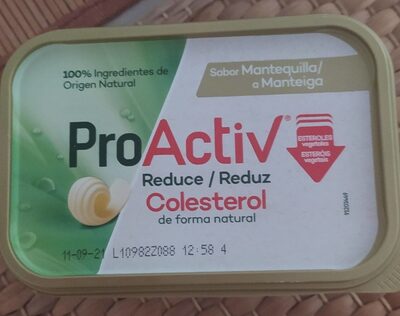 100% Ingredientes de
Origen Natural
Sabor Mantequilla/
a Manteiga
ProActiv
ESTEROLES
vegetales
ESTERÓIS
vegetais
Reduce / Reduz
Colesterol
de forma natural
11-09-21 L10982Z088 12:58 4